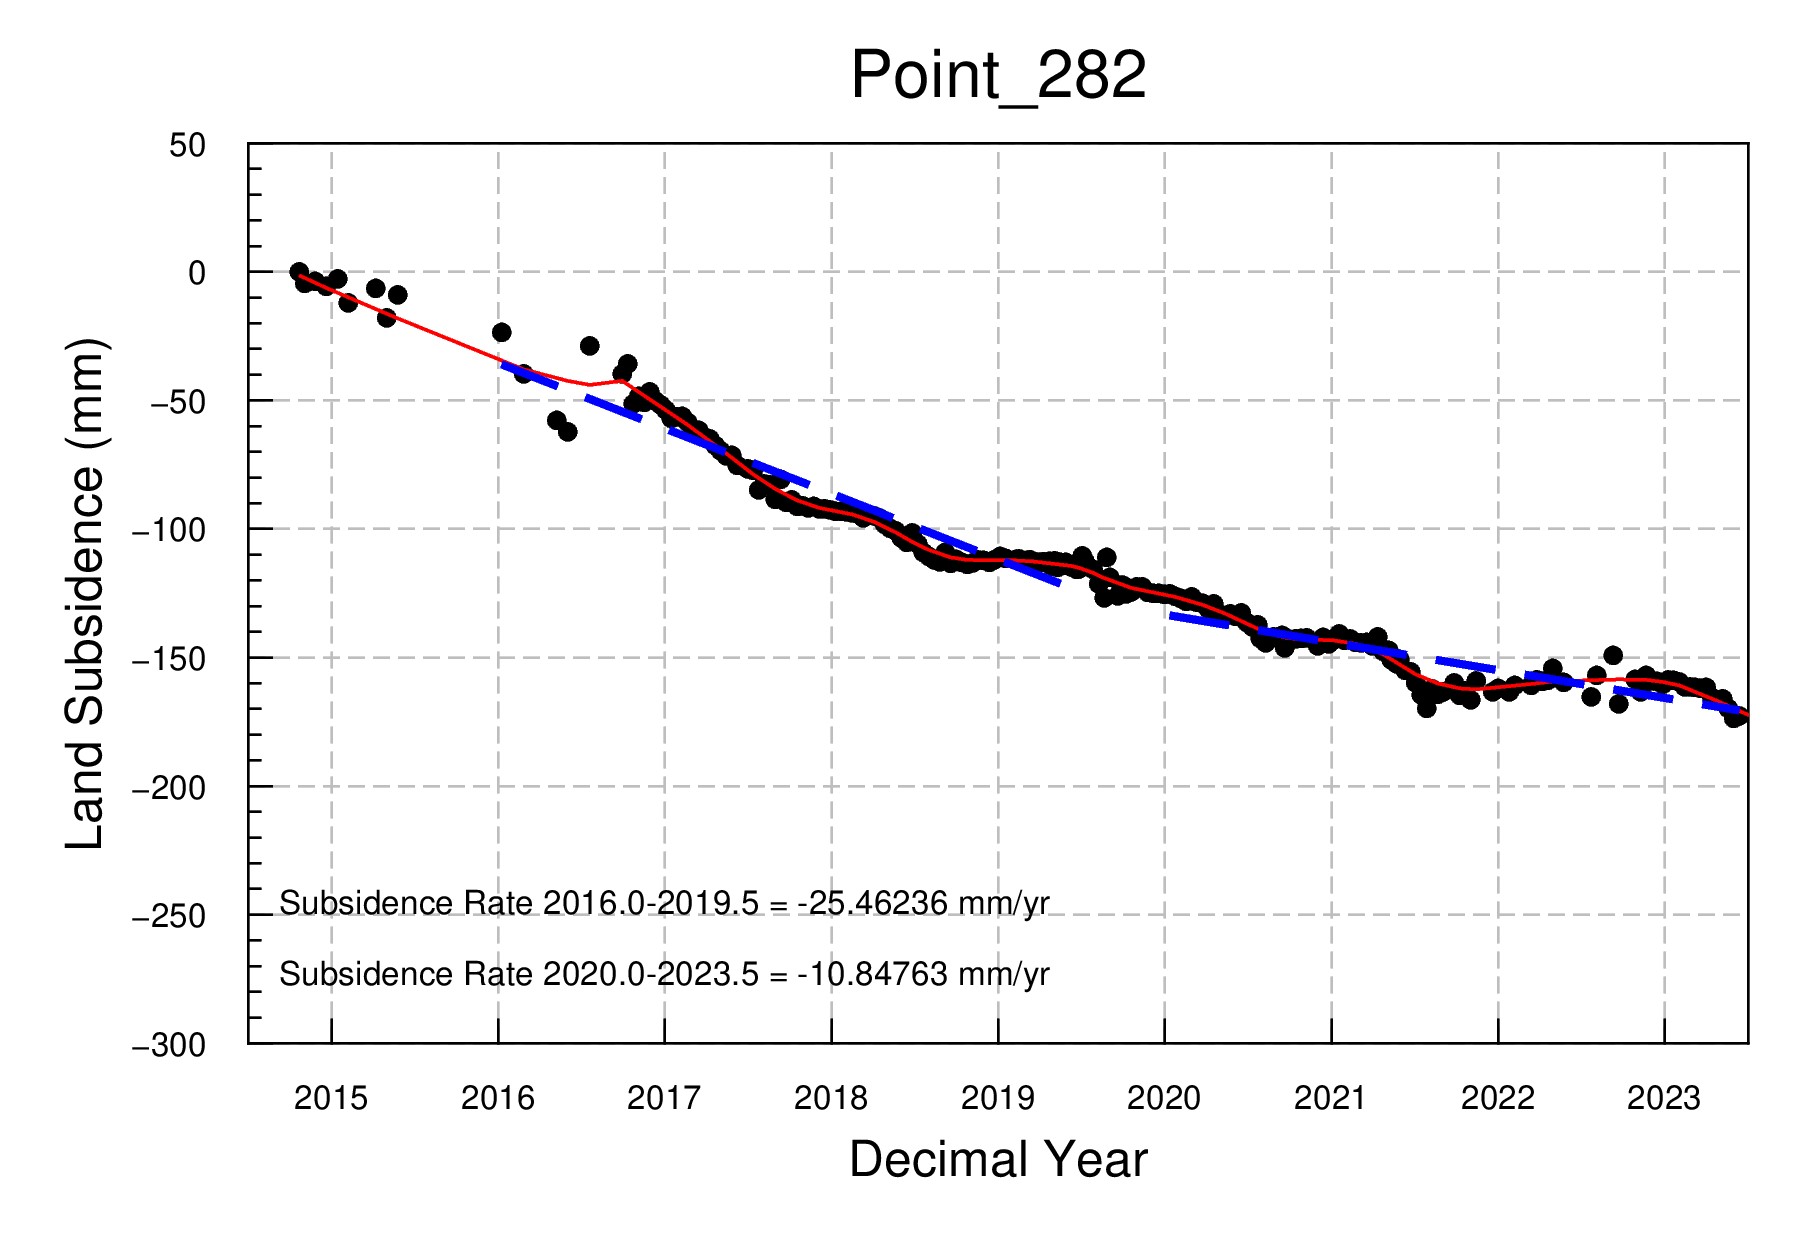 Point_282
50
0
−50
−100
−150
−200
−250
−300
Land Subsidence (mm)
Subsidence Rate 2016.0-2019.5 = -25.46236 mm/yr
Subsidence Rate 2020.0-2023.5 = -10.84763 mm/yr
2015 2016 2017 2018 2019 2020 2021 2022 2023
Decimal Year